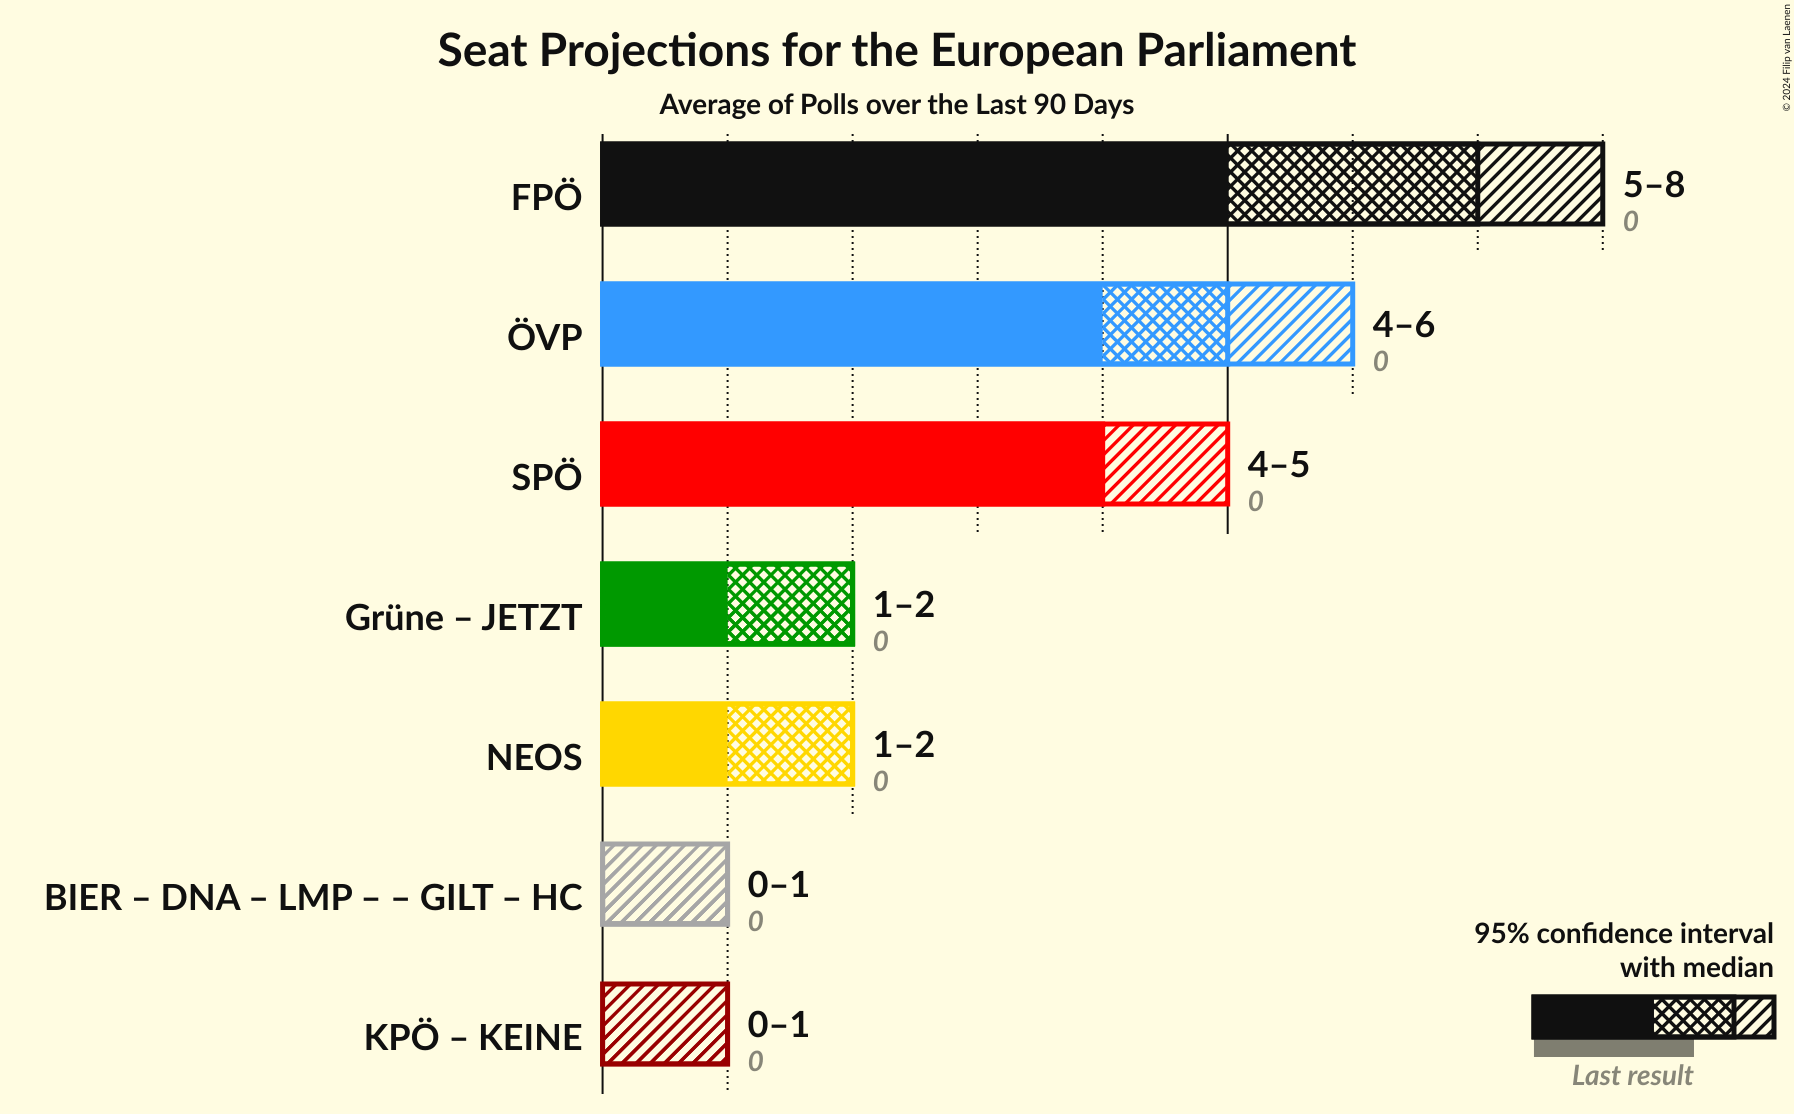 Seat Projections for the European Parliament
Average of Polls over the Last 90 Days
© 2024 Filip van Laenen
FPÖ
5–8
0
ÖVP
4–6
0
SPÖ
4–5
0
Grüne – JETZT
1–2
0
NEOS
1–2
0
BIER – DNA – LMP – – GILT – HC
0–1
0
KPÖ – KEINE
0–1
0
95% confidence interval
with median
Last result